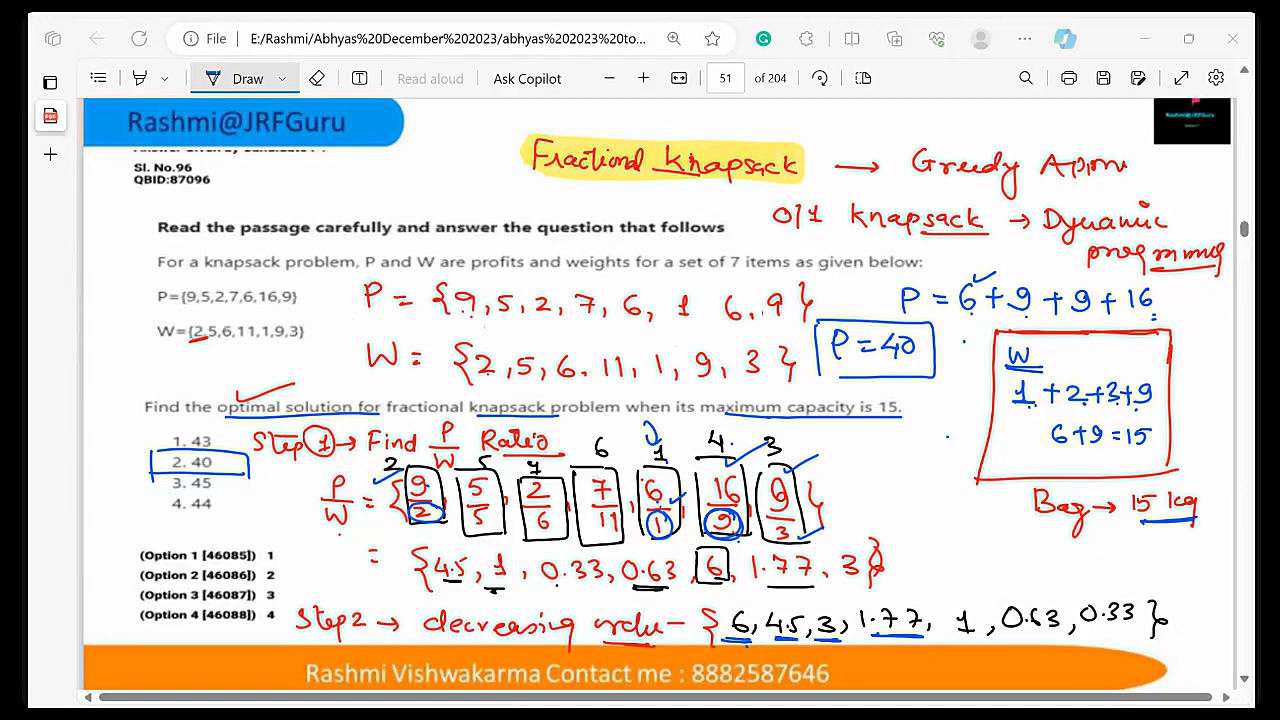 File E:/Rashmi/Abhyas%20December%202023/abhyas%202023%20to...
Draw Read aloud Ask Copilot 51 of 204
Rashmi@JRFGuru
Fractional Knapsack → Greedy
Sl. No.96
QBID:87096
0/1 knapsack → Dynamic
Read the passage carefully and answer the question that follows
For a knapsack problem, P and W are profits and weights for a set of 7 items as given below:
P={9,5,2,7,6,16,9}
P = {9,5,2,7,6,1 6,9}
P = 6+9+9+16
W={2,5,6,11,1,9,3}
W = {2,5,6.11,1,9,3}
P=40
W
1+2+3+9
6+9=15
Find the optimal solution for fractional knapsack problem when its maximum capacity is 15.
1. 43
2. 40
3. 45
4. 44
Step 1 → Find P/W Ratio
2 5 6 1 4 3
P/W = {9/2, 5/5, 2/6, 7/11, 6/1, 16/9, 9/3}
Bag → 15 kg
= {4.5, 1, 0.33, 0.63, 6, 1.77, 3}
(Option 1 [46085]) 1
(Option 2 [46086]) 2
(Option 3 [46087]) 3
(Option 4 [46088]) 4
Step2 → decreasing order - {6, 4.5, 3, 1.77, 1, 0.63, 0.33}
Rashmi Vishwakarma Contact me : 8882587646